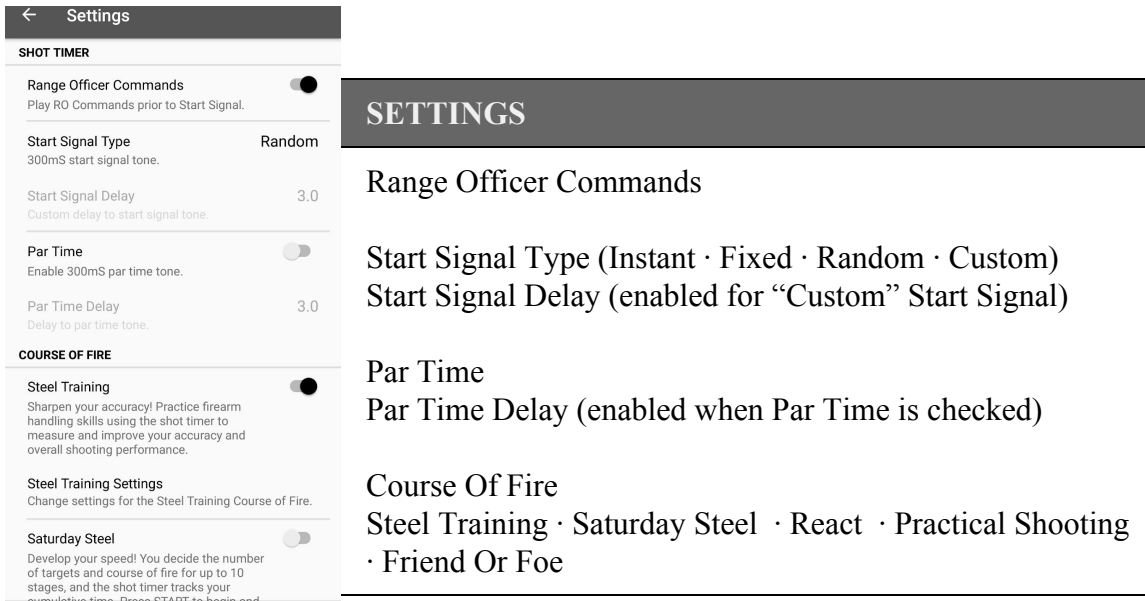 Settings
SHOT TIMER
Range Officer Commands
Play RO Commands prior to Start Signal.
Start Signal Type Random
300mS start signal tone.
Start Signal Delay 3.0
Custom delay to start signal tone.
Par Time
Enable 300mS par time tone.
Par Time Delay 3.0
Delay to par time tone.
COURSE OF FIRE
Steel Training
Sharpen your accuracy! Practice firearm
handling skills using the shot timer to
measure and improve your accuracy and
overall shooting performance.
Steel Training Settings
Change settings for the Steel Training Course of Fire.
Saturday Steel
Develop your speed! You decide the number
of targets and course of fire for up to 10
stages, and the shot timer tracks your
cumulative time. Press START to begin and
SETTINGS
Range Officer Commands
Start Signal Type (Instant · Fixed · Random · Custom)
Start Signal Delay (enabled for “Custom” Start Signal)
Par Time
Par Time Delay (enabled when Par Time is checked)
Course Of Fire
Steel Training · Saturday Steel · React · Practical Shooting
· Friend Or Foe